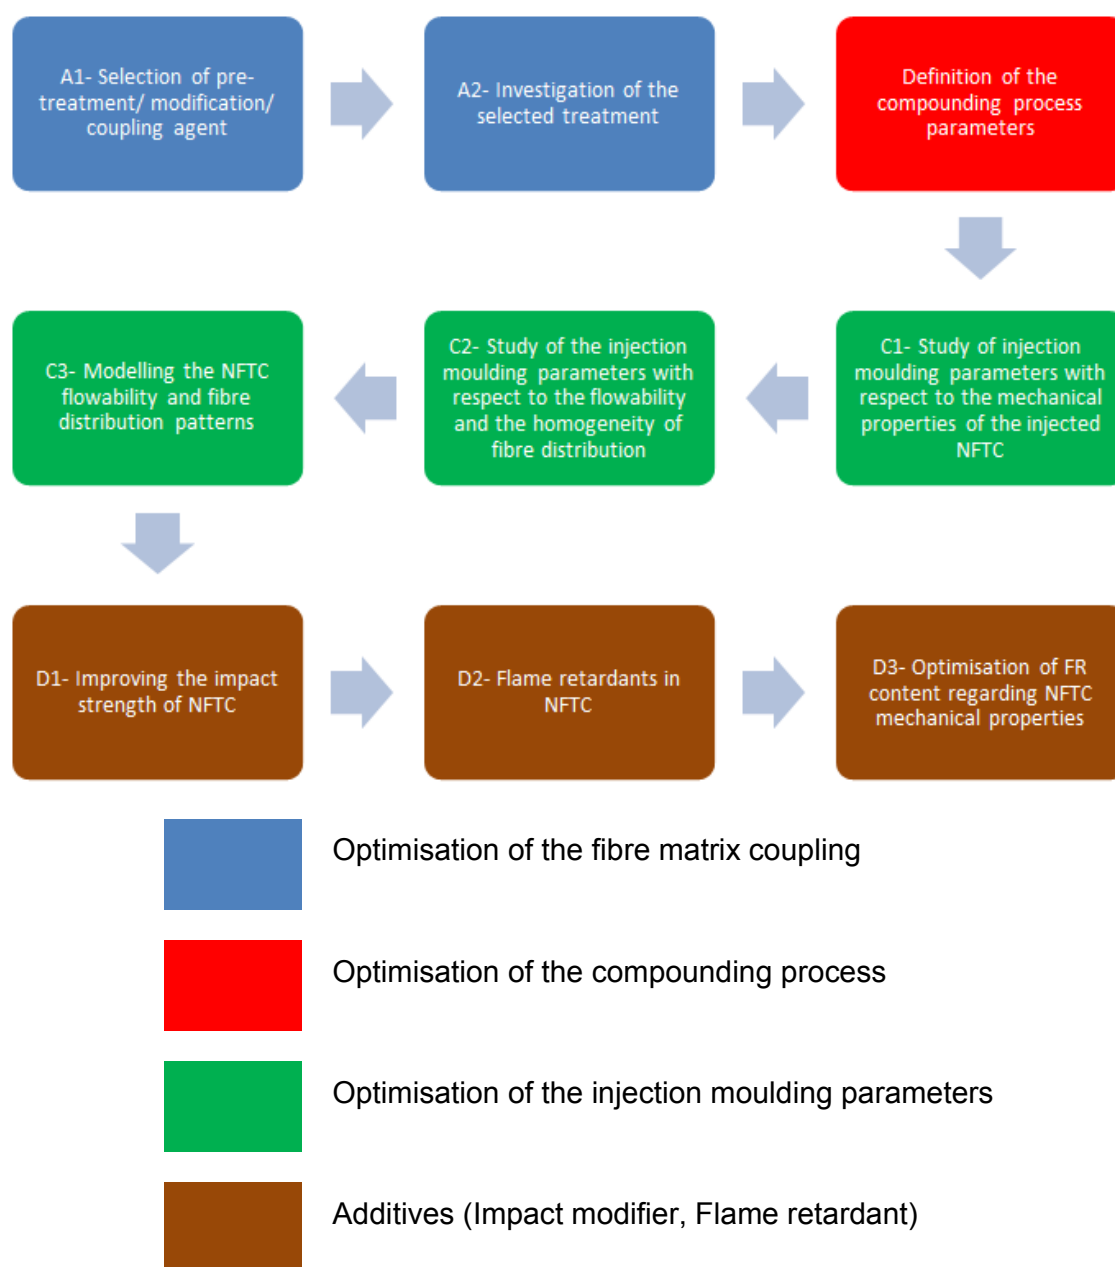 A1- Selection of pre-
treatment/ modification/
coupling agent
A2- Investigation of the
selected treatment
Definition of the
compounding process
parameters
C1- Study of injection
moulding parameters with
respect to the mechanical
properties of the injected
NFTC
C2- Study of the injection
moulding parameters with
respect to the flowability
and the homogeneity of
fibre distribution
C3- Modelling the NFTC
flowability and fibre
distribution patterns
D1- Improving the impact
strength of NFTC
D2- Flame retardants in
NFTC
D3- Optimisation of FR
content regarding NFTC
mechanical properties
Optimisation of the fibre matrix coupling
Optimisation of the compounding process
Optimisation of the injection moulding parameters
Additives (Impact modifier, Flame retardant)